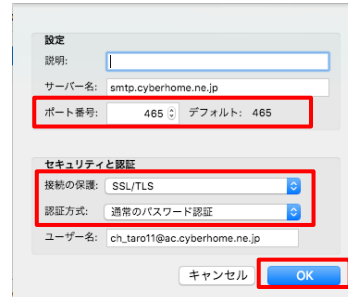 設定
説明:
サーバー名: smtp.cyberhome.ne.jp
ポート番号: 465 デフォルト: 465
セキュリティと認証
接続の保護: SSL/TLS
認証方式: 通常のパスワード認証
ユーザー名: ch_taro11@ac.cyberhome.ne.jp
キャンセル OK